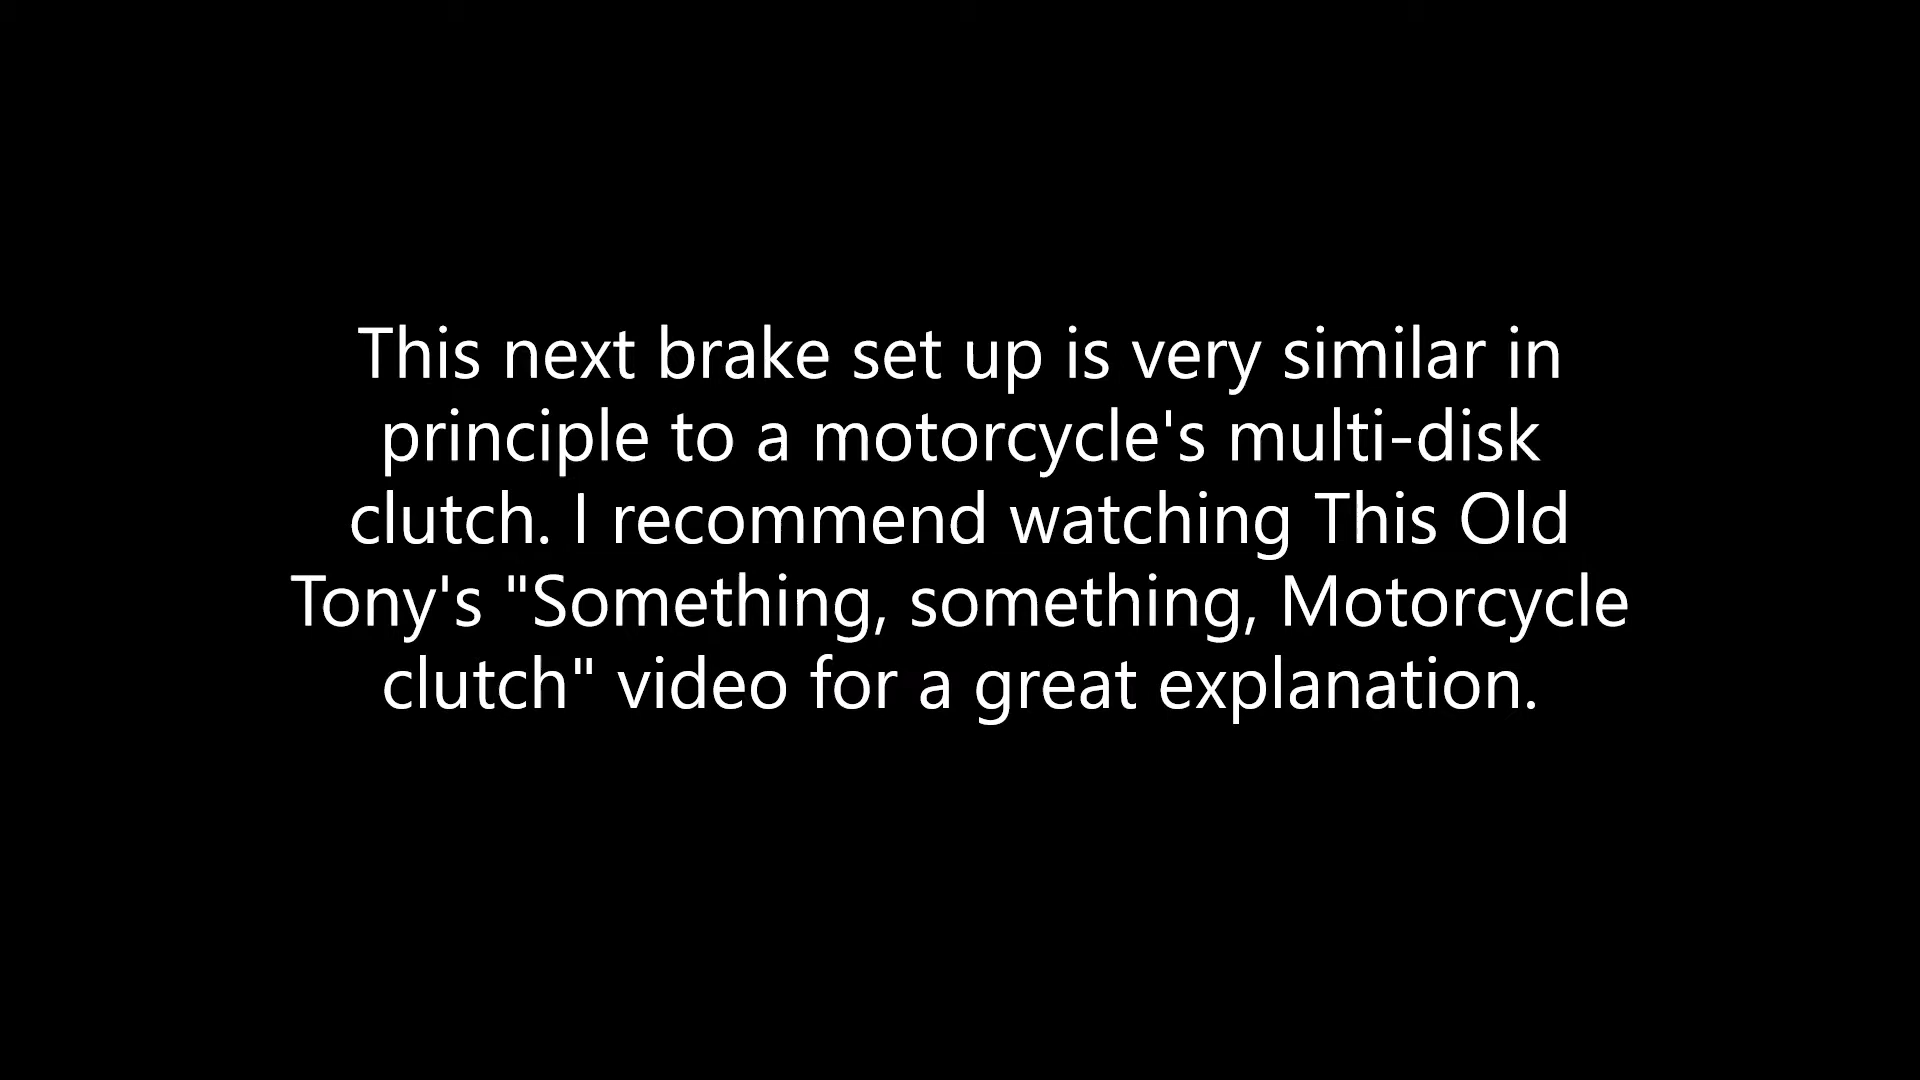 This next brake set up is very similar in
principle to a motorcycle's multi-disk
clutch. I recommend watching This Old
Tony's "Something, something, Motorcycle
clutch" video for a great explanation.